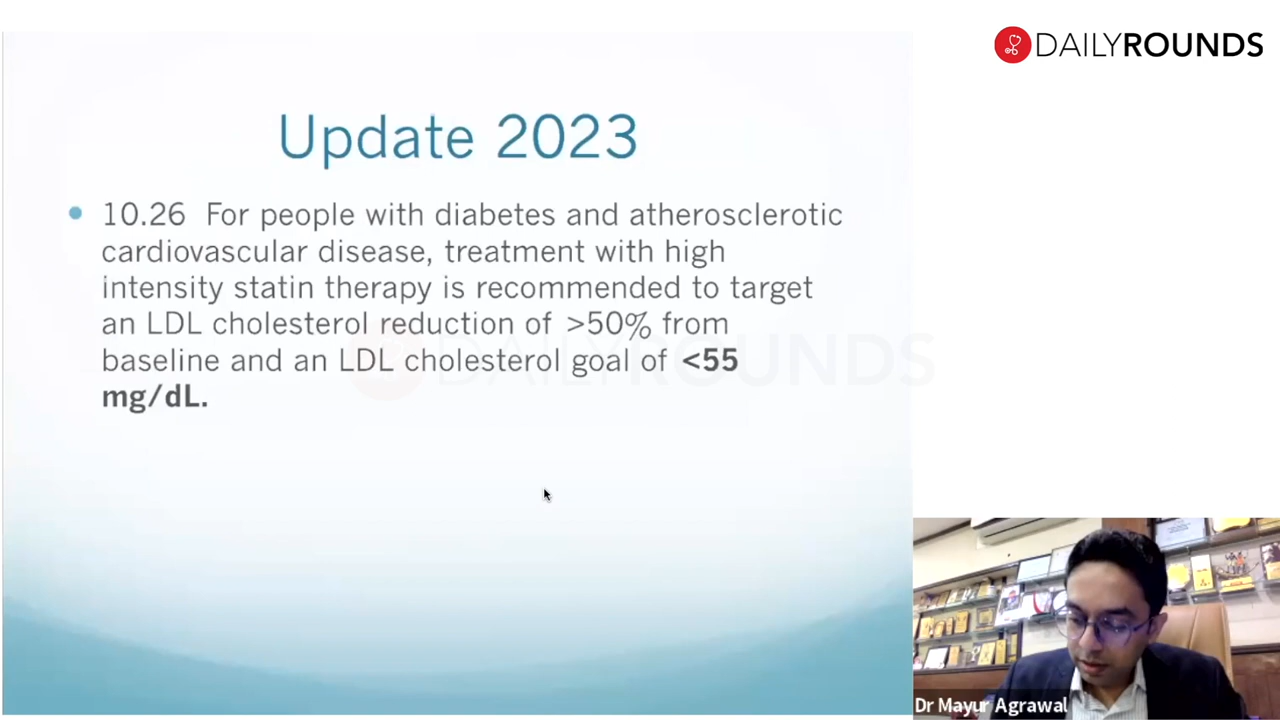 DAILYROUNDS
Update 2023
• 10.26 For people with diabetes and atherosclerotic
cardiovascular disease, treatment with high
intensity statin therapy is recommended to target
an LDL cholesterol reduction of >50% from
baseline and an LDL cholesterol goal of <55
mg/dL.
DAILYROUNDS
Dr Mayur Agrawal